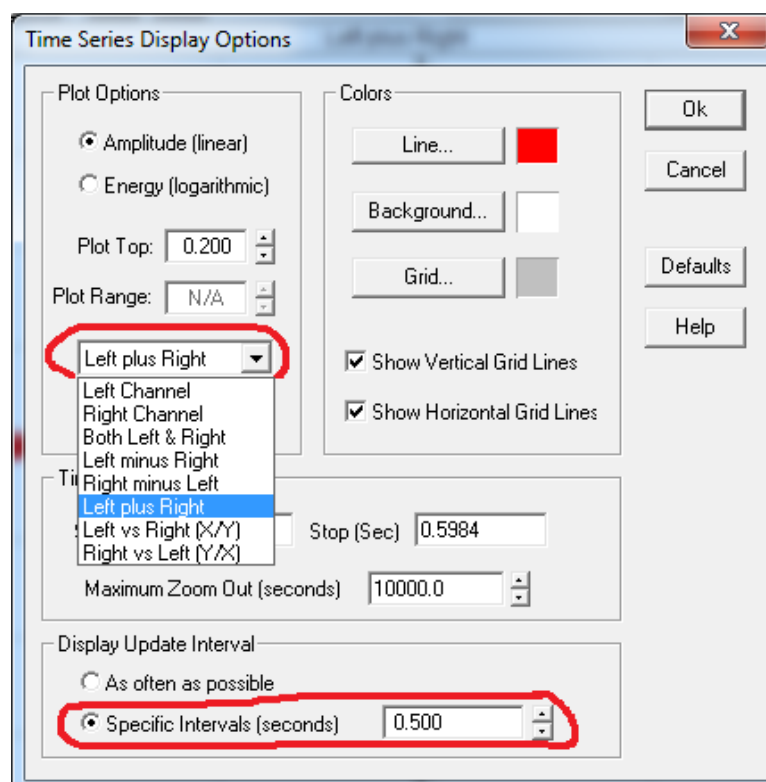 Time Series Display Options
Plot Options
Amplitude (linear)
Energy (logarithmic)
Plot Top: 0.200
Plot Range: N/A
Left plus Right
Left Channel
Right Channel
Both Left & Right
Left minus Right
Right minus Left
Left plus Right
Left vs Right (X/Y)
Right vs Left (Y/X)
Colors
Line...
Background...
Grid...
Show Vertical Grid Lines
Show Horizontal Grid Lines
Ok
Cancel
Defaults
Help
Stop (Sec) 0.5984
Maximum Zoom Out (seconds) 10000.0
Display Update Interval
As often as possible
Specific Intervals (seconds) 0.500